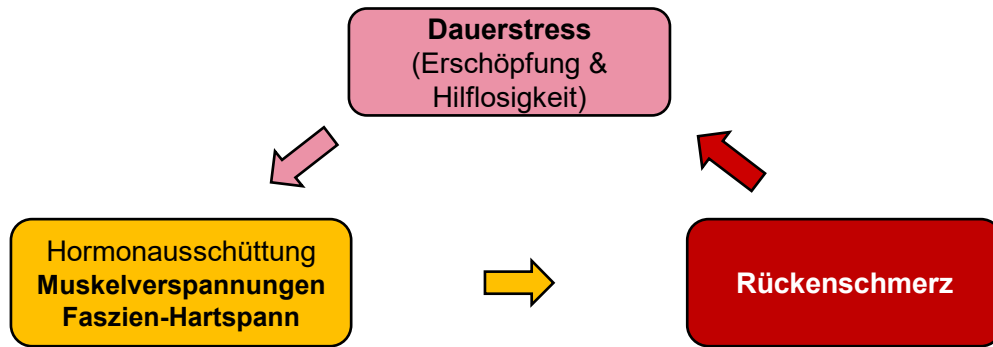 Dauerstress
(Erschöpfung &
Hilflosigkeit)
Hormonausschüttung
Muskelverspannungen
Faszien-Hartspann
Rückenschmerz